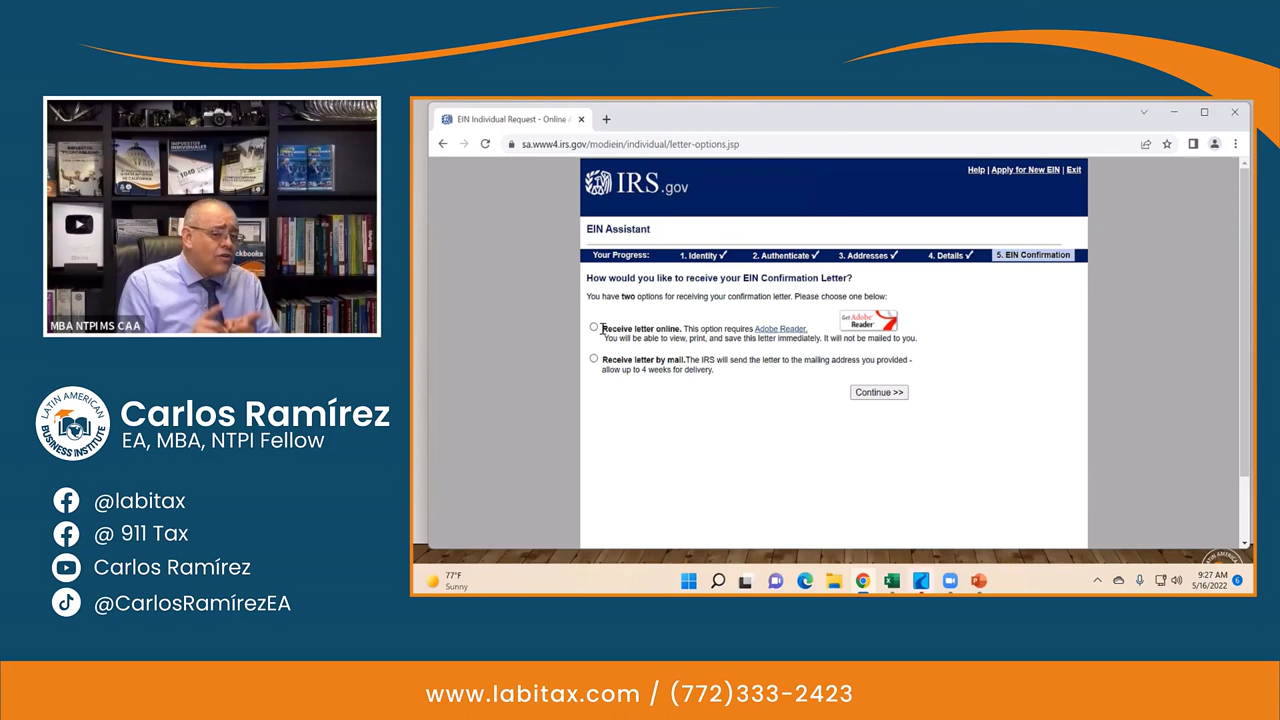 IMPUESTOS
1040
MBA NTPI MS CAA
LATIN AMERICAN
BUSINESS INSTITUTE
Carlos Ramírez
EA, MBA, NTPI Fellow
@labitax
@ 911 Tax
Carlos Ramírez
@CarlosRamírezEA
EIN Individual Request - Online
sa.www4.irs.gov/modiein/individual/letter-options.jsp
Help | Apply for New EIN | Exit
IRS.gov
EIN Assistant
Your Progress: 1. Identity ✓ 2. Authenticate ✓ 3. Addresses ✓ 4. Details ✓ 5. EIN Confirmation
How would you like to receive your EIN Confirmation Letter?
You have two options for receiving your confirmation letter. Please choose one below:
Receive letter online. This option requires Adobe Reader.
Get Adobe
Reader
You will be able to view, print, and save this letter immediately. It will not be mailed to you.
Receive letter by mail.The IRS will send the letter to the mailing address you provided -
allow up to 4 weeks for delivery.
Continue >>
77°F
Sunny
9:27 AM
5/16/2022
6
www.labitax.com / (772)333-2423